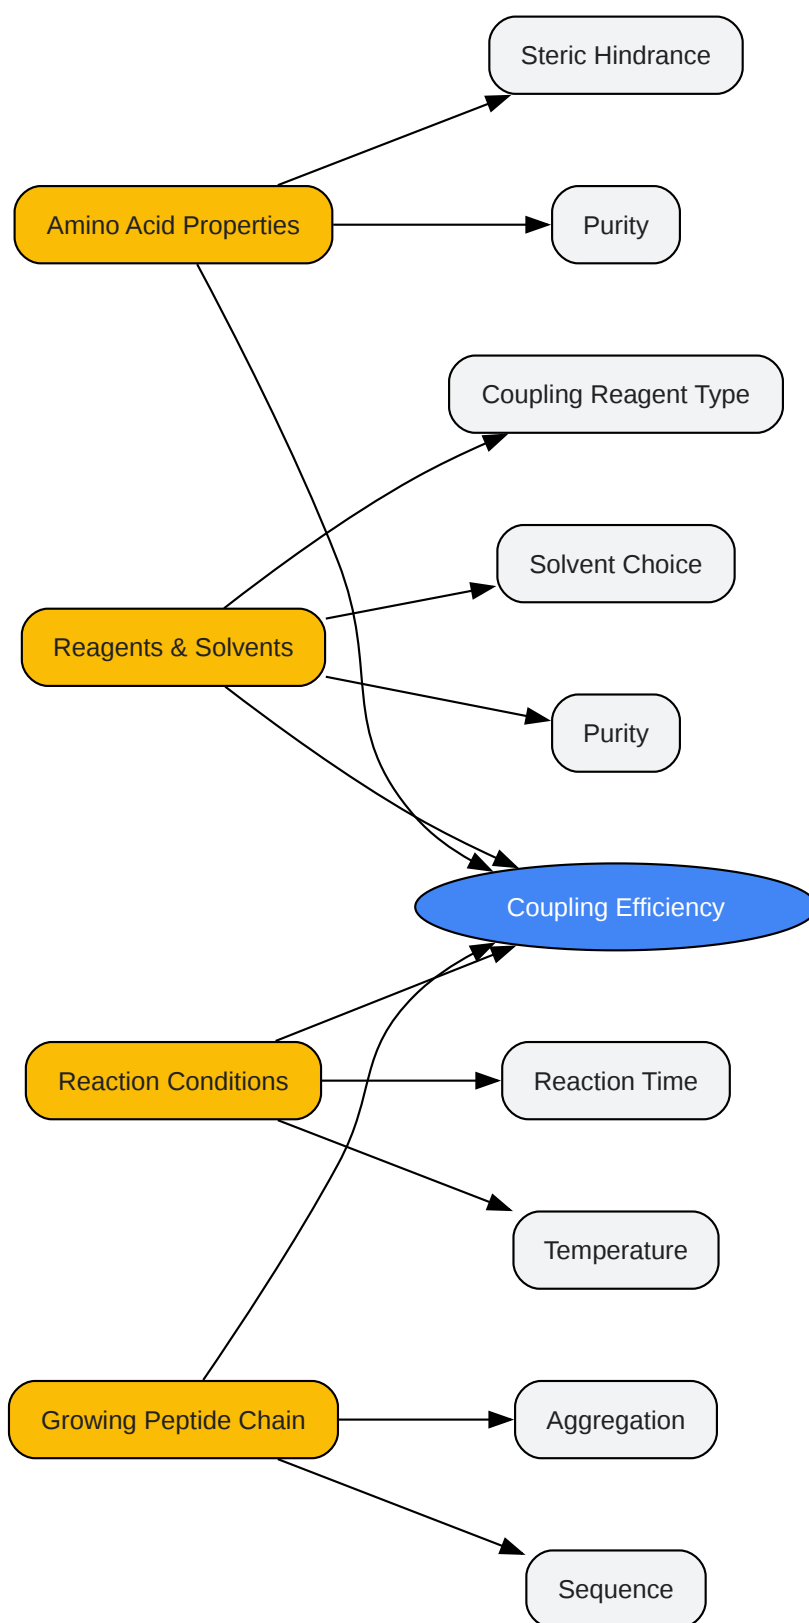 Steric Hindrance
Amino Acid Properties
Purity
Coupling Reagent Type
Solvent Choice
Reagents & Solvents
Purity
Coupling Efficiency
Reaction Conditions
Reaction Time
Temperature
Growing Peptide Chain
Aggregation
Sequence